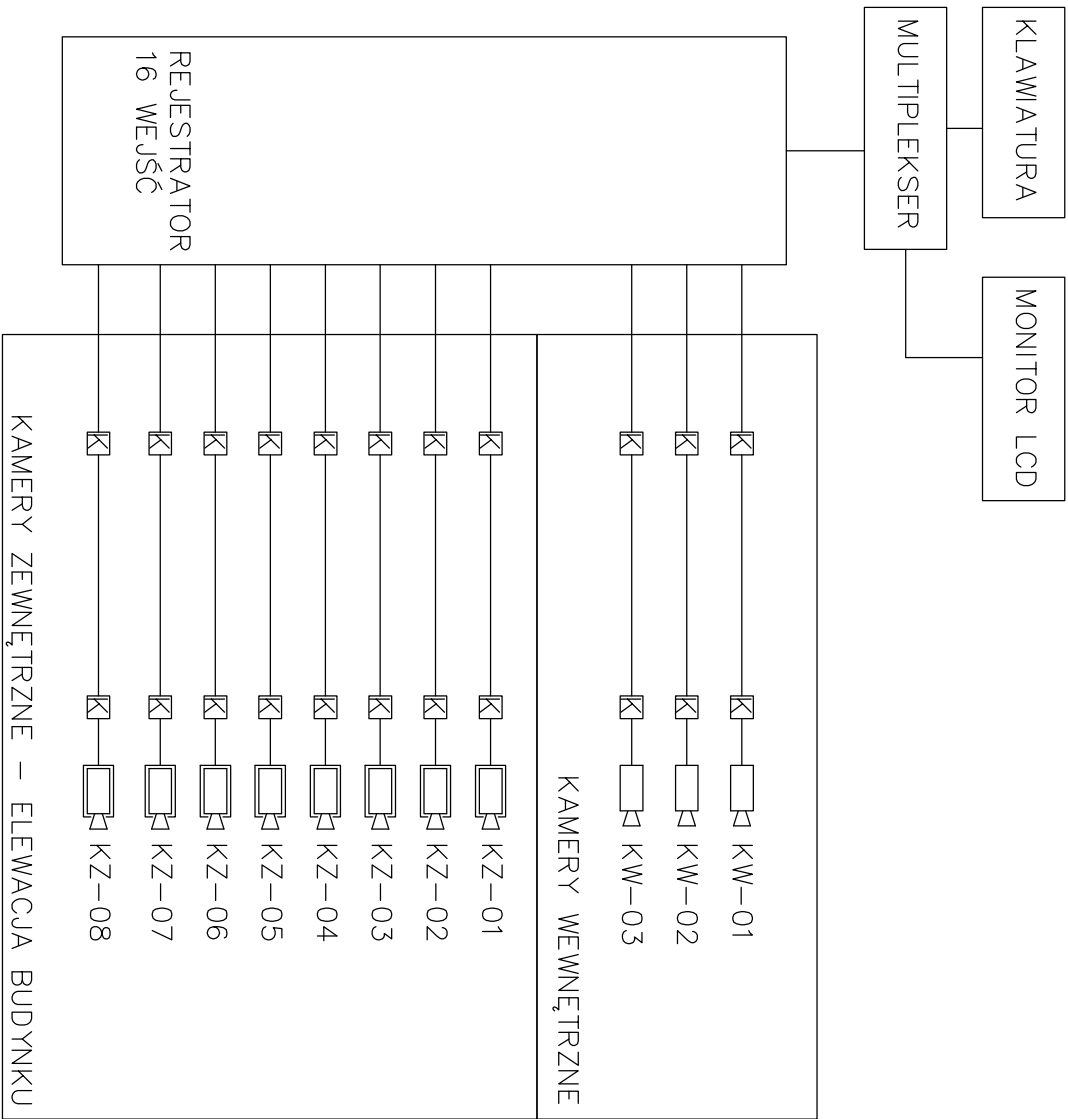 KLAWIATURA
MONITOR LCD
MULTIPLEKSER
K K KW-01
K K KW-02
K K KW-03
KAMERY WEWNĘTRZNE
K K KZ-01
K K KZ-02
K K KZ-03
K K KZ-04
K K KZ-05
K K KZ-06
K K KZ-07
K K KZ-08
REJESTRATOR
16 WEJŚĆ
KAMERY ZEWNĘTRZNE - ELEWACJA BUDYNKU